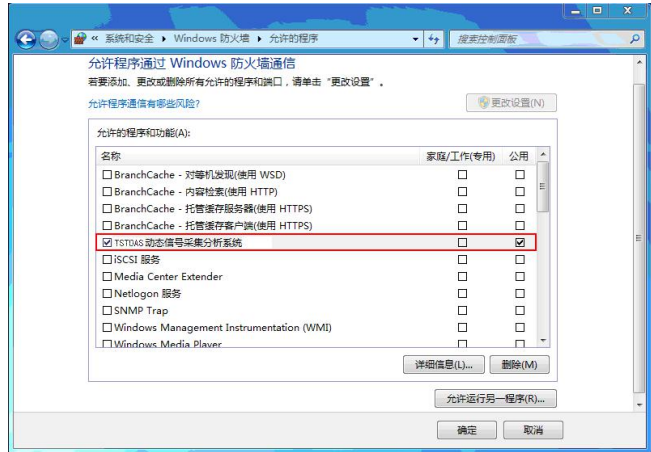 « 系统和安全 ▸ Windows 防火墙 ▸ 允许的程序
搜索控制面板
允许程序通过 Windows 防火墙通信
若要添加、更改或删除所有允许的程序和端口，请单击“更改设置”。
允许程序通信有哪些风险?
更改设置(N)
允许的程序和功能(A):
名称 家庭/工作(专用) 公用
BranchCache - 对等机发现(使用 WSD)
BranchCache - 内容检索(使用 HTTP)
BranchCache - 托管缓存服务器(使用 HTTPS)
BranchCache - 托管缓存客户端(使用 HTTPS)
TSTDAS动态信号采集分析系统
iSCSI 服务
Media Center Extender
Netlogon 服务
SNMP Trap
Windows Management Instrumentation (WMI)
Windows Media Player
详细信息(L)... 删除(M)
允许运行另一程序(R)...
确定 取消